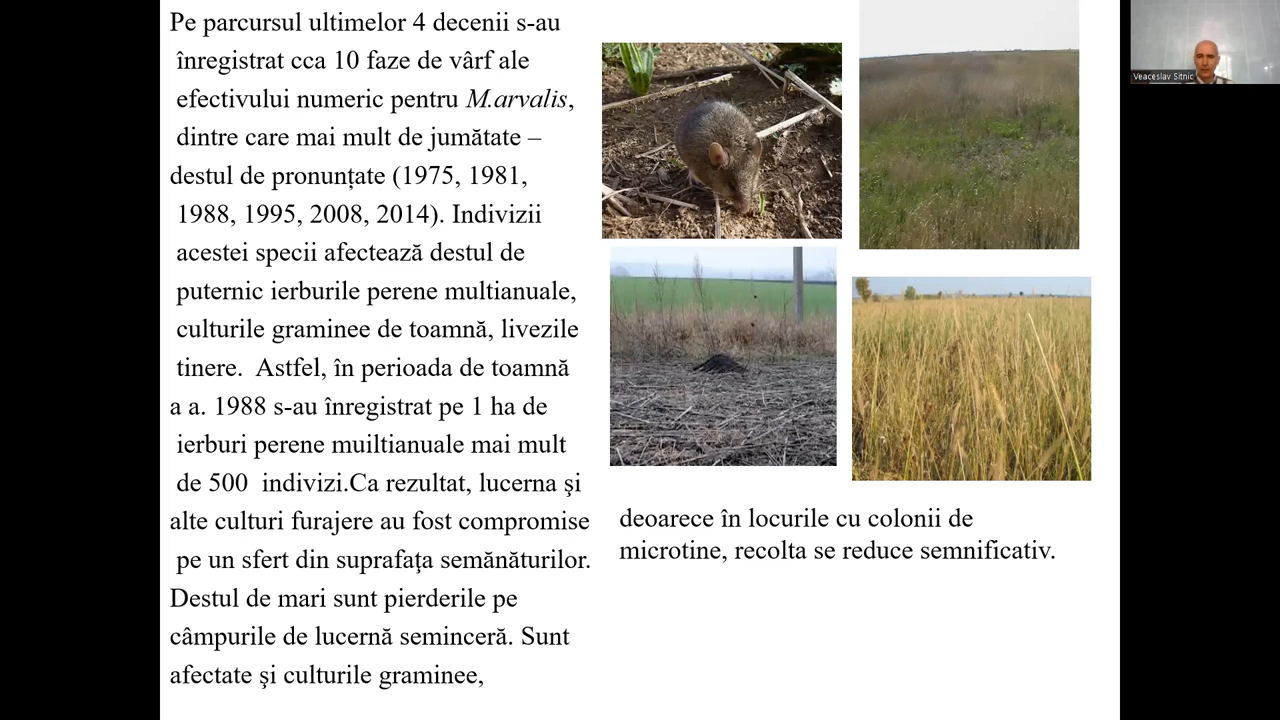 Pe parcursul ultimelor 4 decenii s-au
înregistrat cca 10 faze de vârf ale
efectivului numeric pentru M.arvalis,
dintre care mai mult de jumătate –
destul de pronunțate (1975, 1981,
1988, 1995, 2008, 2014). Indivizii
acestei specii afectează destul de
puternic ierburile perene multianuale,
culturile graminee de toamnă, livezile
tinere.  Astfel, în perioada de toamnă
a a. 1988 s-au înregistrat pe 1 ha de
ierburi perene muiltianuale mai mult
de 500  indivizi.Ca rezultat, lucerna şi
alte culturi furajere au fost compromise
pe un sfert din suprafaţa semănăturilor.
Destul de mari sunt pierderile pe
câmpurile de lucernă seminceră. Sunt
afectate şi culturile graminee,
deoarece în locurile cu colonii de
microtine, recolta se reduce semnificativ.
Veaceslav Sitnic